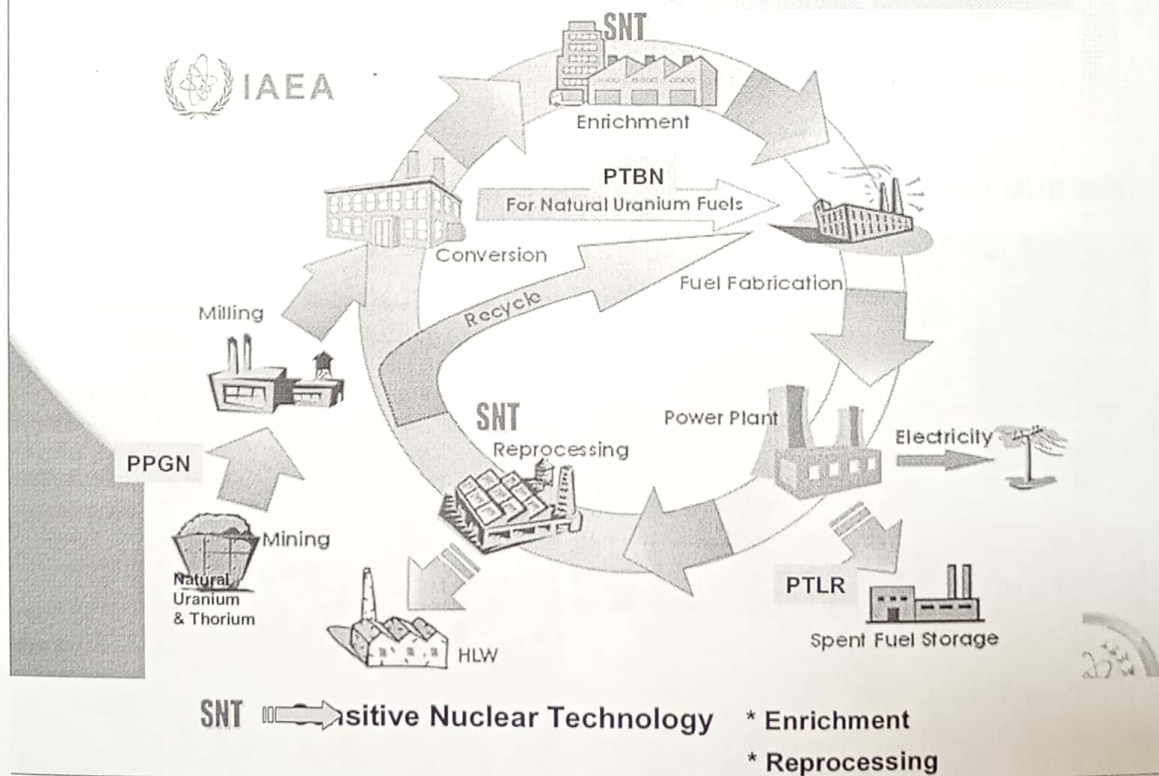 SNT
IAEA
Enrichment
PTBN
For Natural Uranium Fuels
Conversion
Fuel Fabrication
Recycle
Milling
SNT
Reprocessing
Power Plant
Electricity
PPGN
Mining
Natural
Uranium
& Thorium
PTLR
HLW
Spent Fuel Storage
SNT sitive Nuclear Technology * Enrichment
* Reprocessing